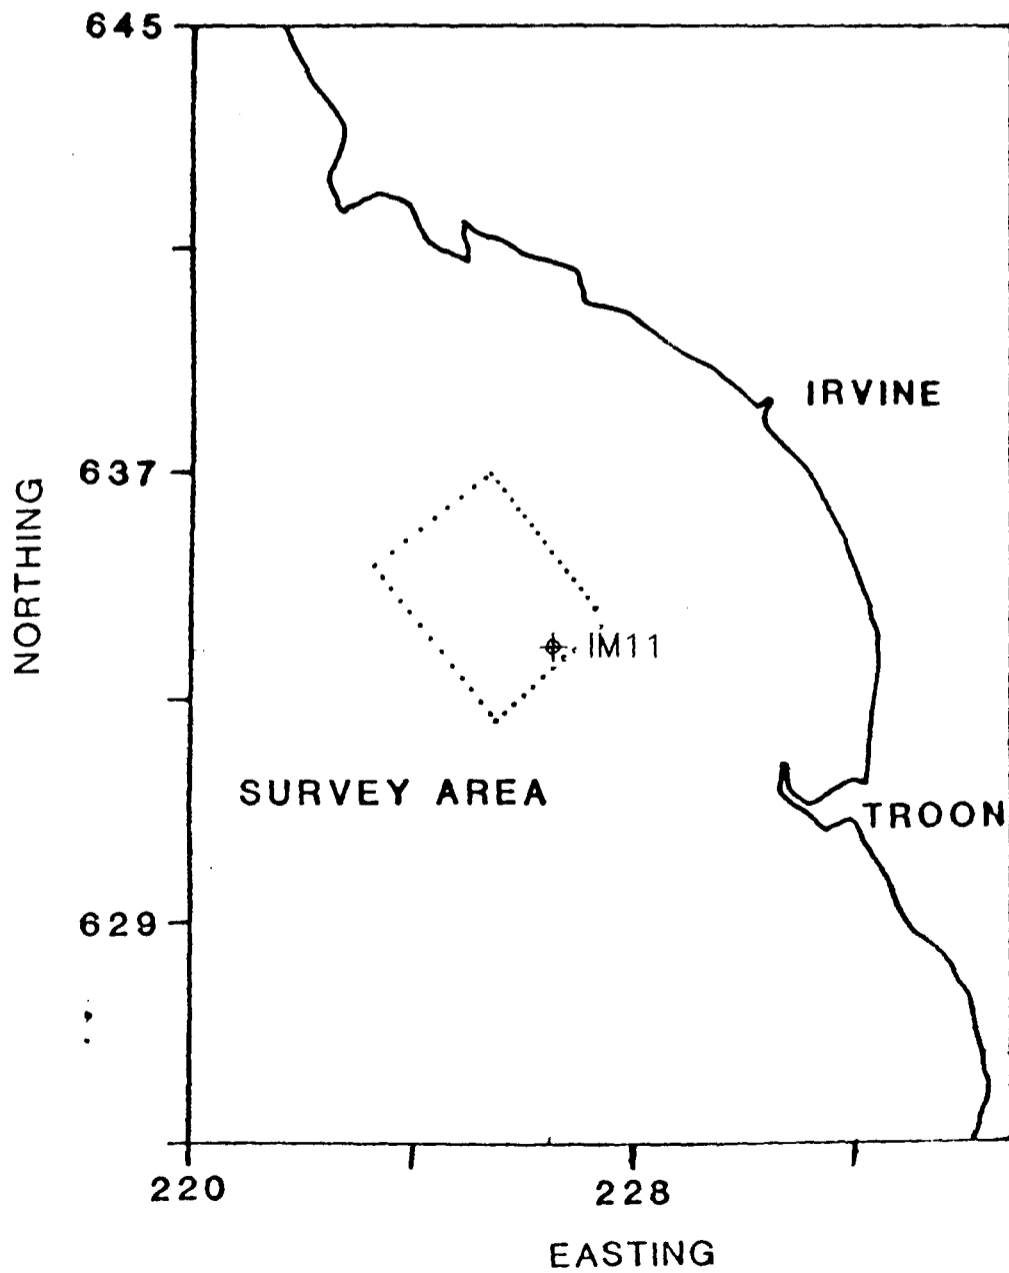 645
IRVINE
637
NORTHING
IM11
SURVEY AREA
TROON
629
220
228
EASTING